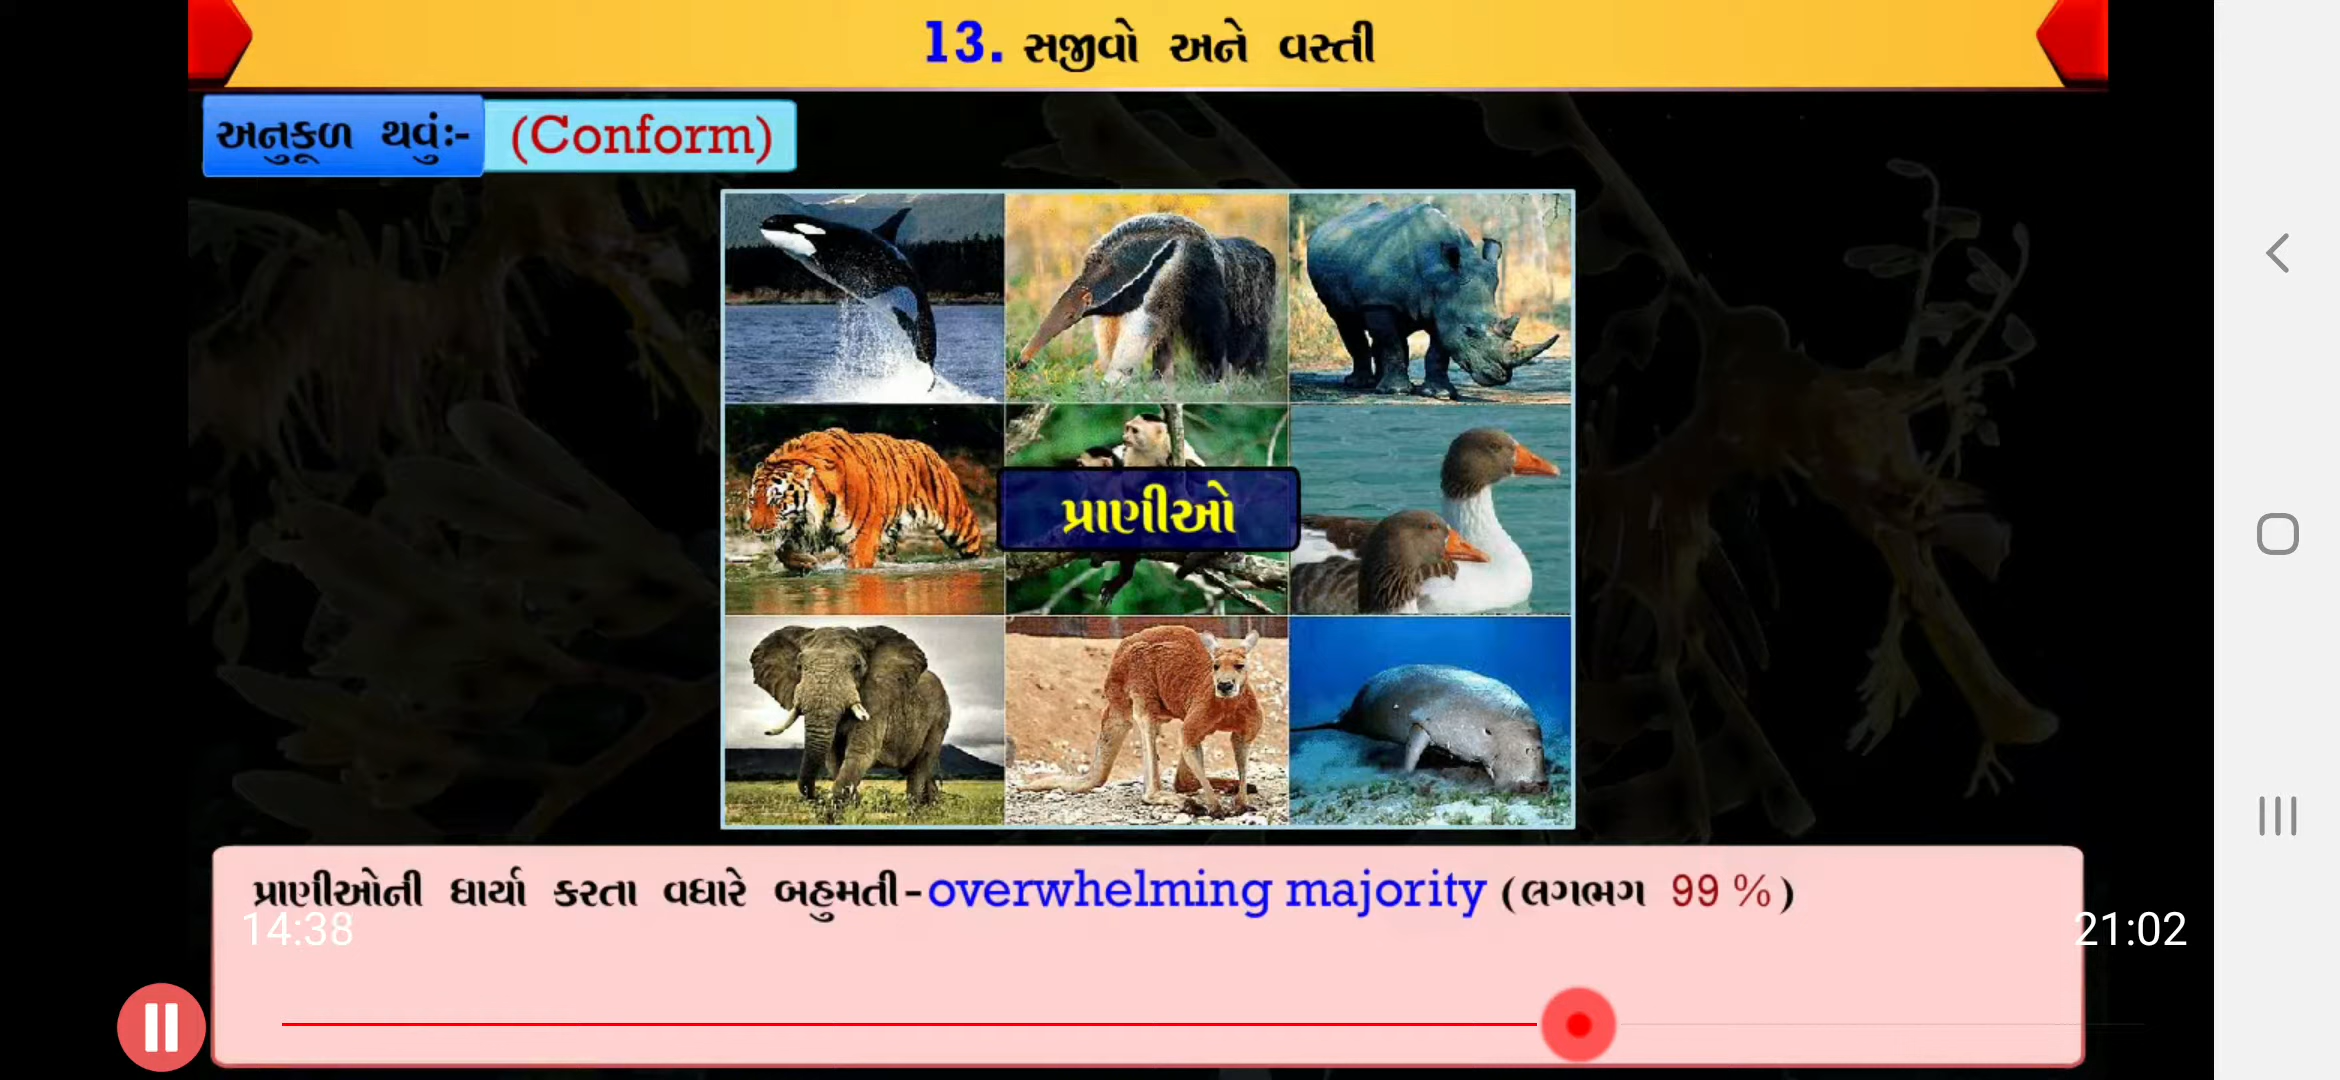 13. સજીવો અને વસ્તી
અનુકૂળ થવું:- (Conform)
પ્રાણીઓ
પ્રાણીઓની ધાર્યા કરતા વધારે બહુમતી-overwhelming majority (લગભગ 99 %)
14:38
21:02